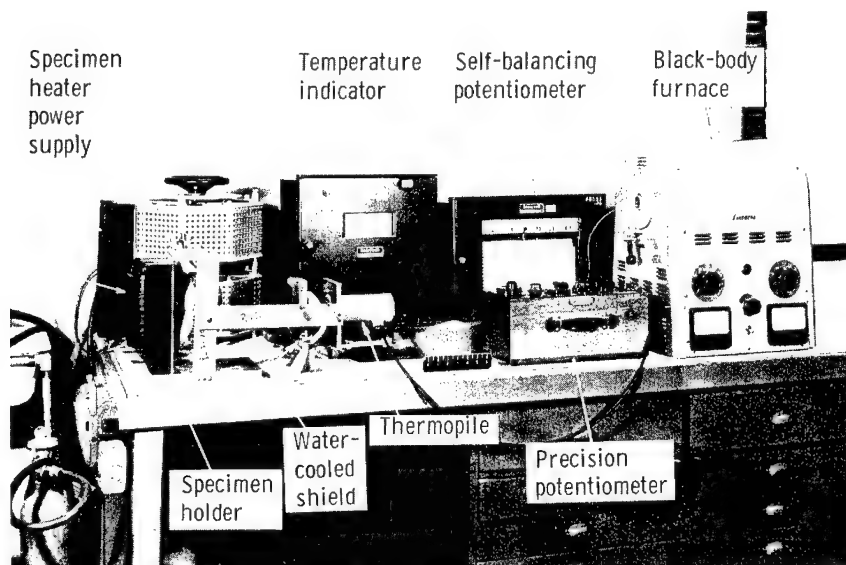 Specimen
heater
power
supply
Temperature
indicator
Self-balancing
potentiometer
Black-body
furnace
Thermopile
Water-
cooled
shield
Specimen
holder
Precision
potentiometer